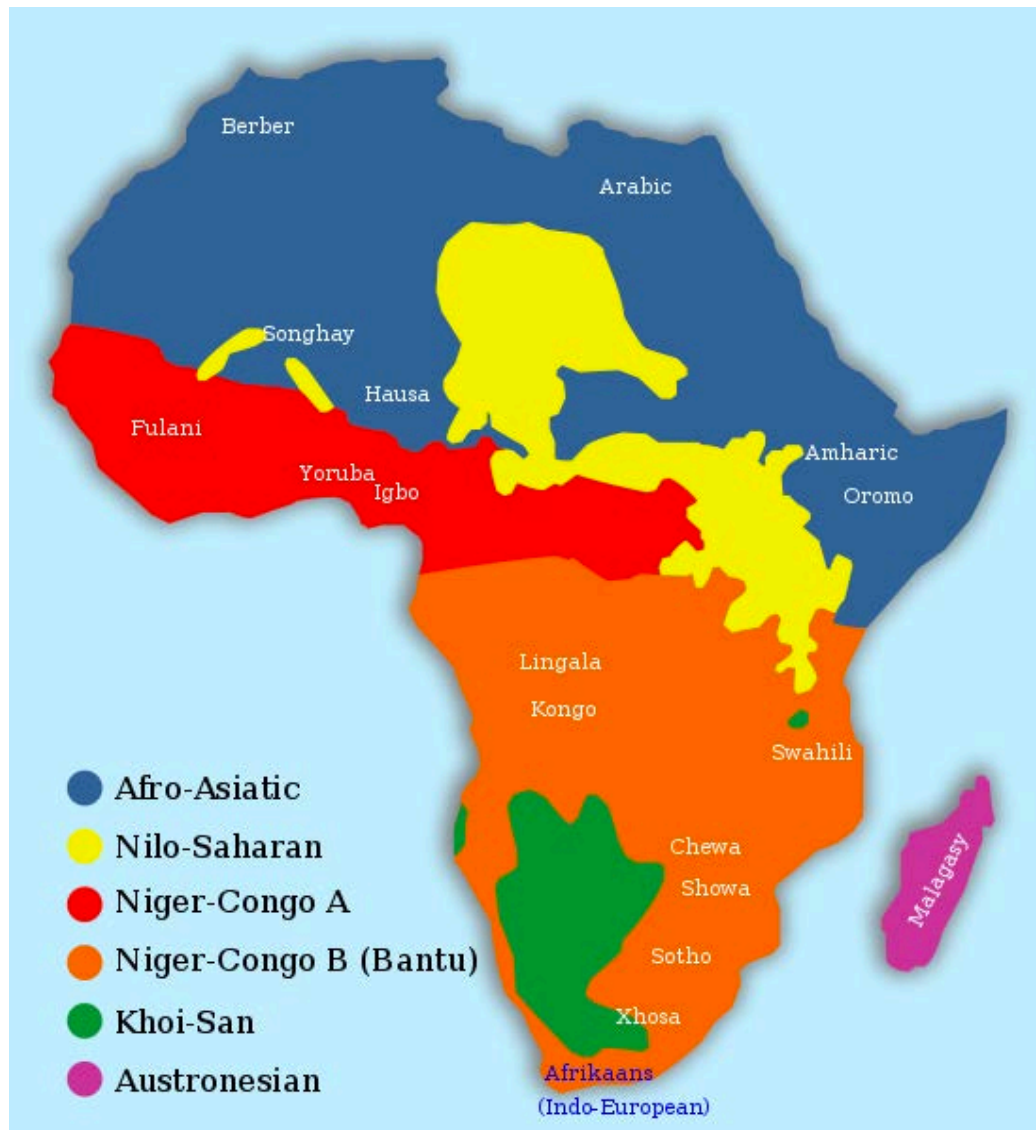 Berber
Arabic
Songhay
Hausa
Fulani
Amharic
Yoruba
Igbo
Oromo
Lingala
Kongo
Swahili
Afro-Asiatic
Nilo-Saharan
Chewa
Malagasy
Niger-Congo A
Showa
Niger-Congo B (Bantu)
Sotho
Khoi-San
Xhosa
Austronesian
Afrikaans
(Indo-European)